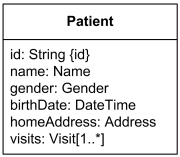 Patient
id: String {id}
name: Name
gender: Gender
birthDate: DateTime
homeAddress: Address
visits: Visit[1..*]